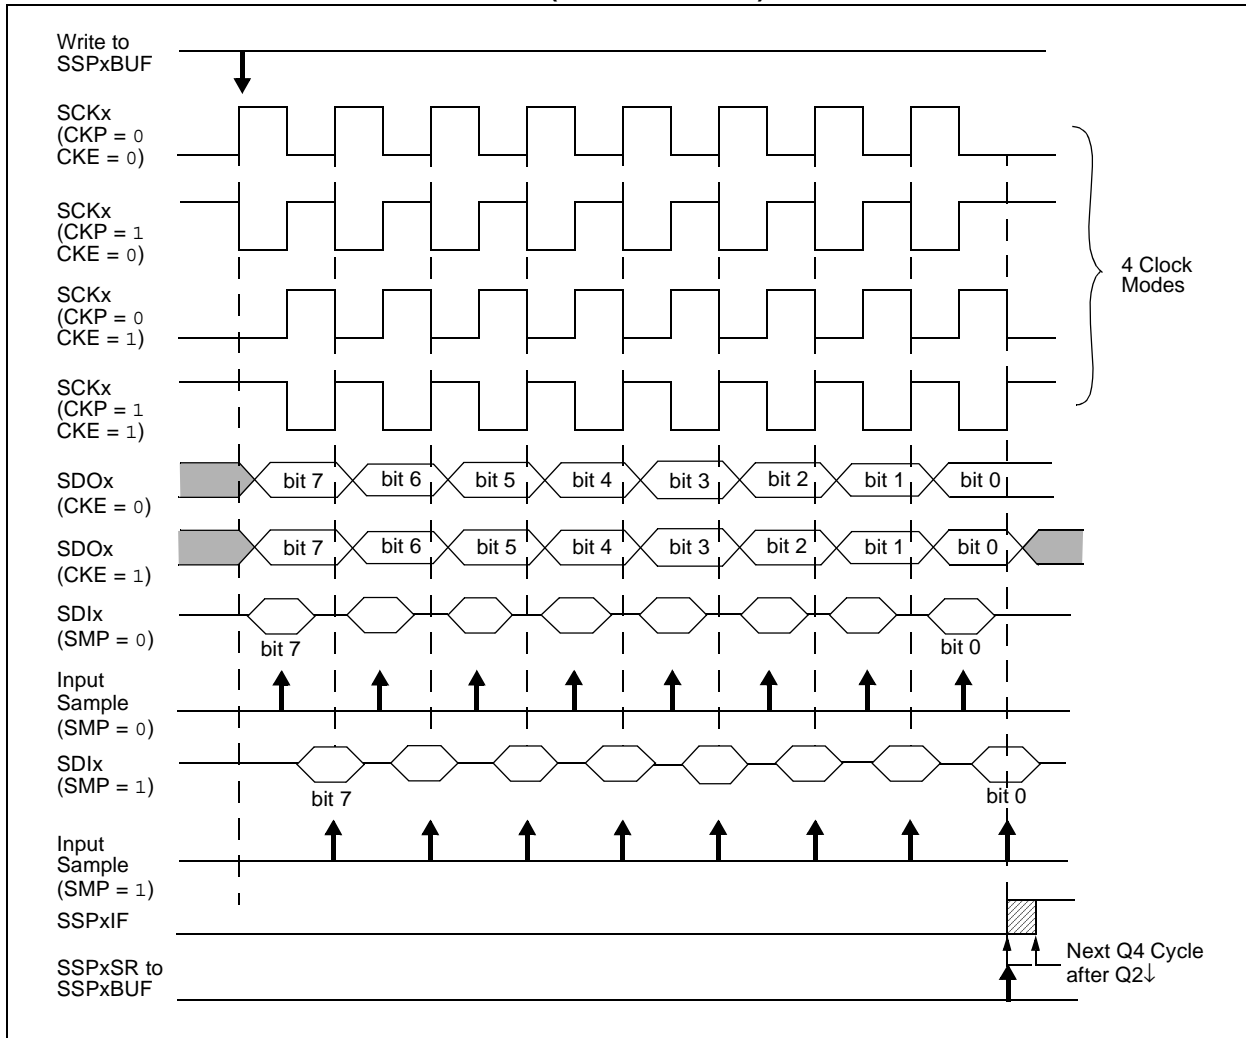 Write to
SSPxBUF
SCKx
(CKP = 0
CKE = 0)
SCKx
(CKP = 1
CKE = 0)
SCKx
(CKP = 0
CKE = 1)
SCKx
(CKP = 1
CKE = 1)
4 Clock
Modes
SDOx
(CKE = 0)
bit 7 bit 6 bit 5 bit 4 bit 3 bit 2 bit 1 bit 0
SDOx
(CKE = 1)
bit 7 bit 6 bit 5 bit 4 bit 3 bit 2 bit 1 bit 0
SDIx
(SMP = 0)
bit 7 bit 0
Input
Sample
(SMP = 0)
SDIx
(SMP = 1)
bit 7 bit 0
Input
Sample
(SMP = 1)
SSPxIF
SSPxSR to
SSPxBUF
Next Q4 Cycle
after Q2↓